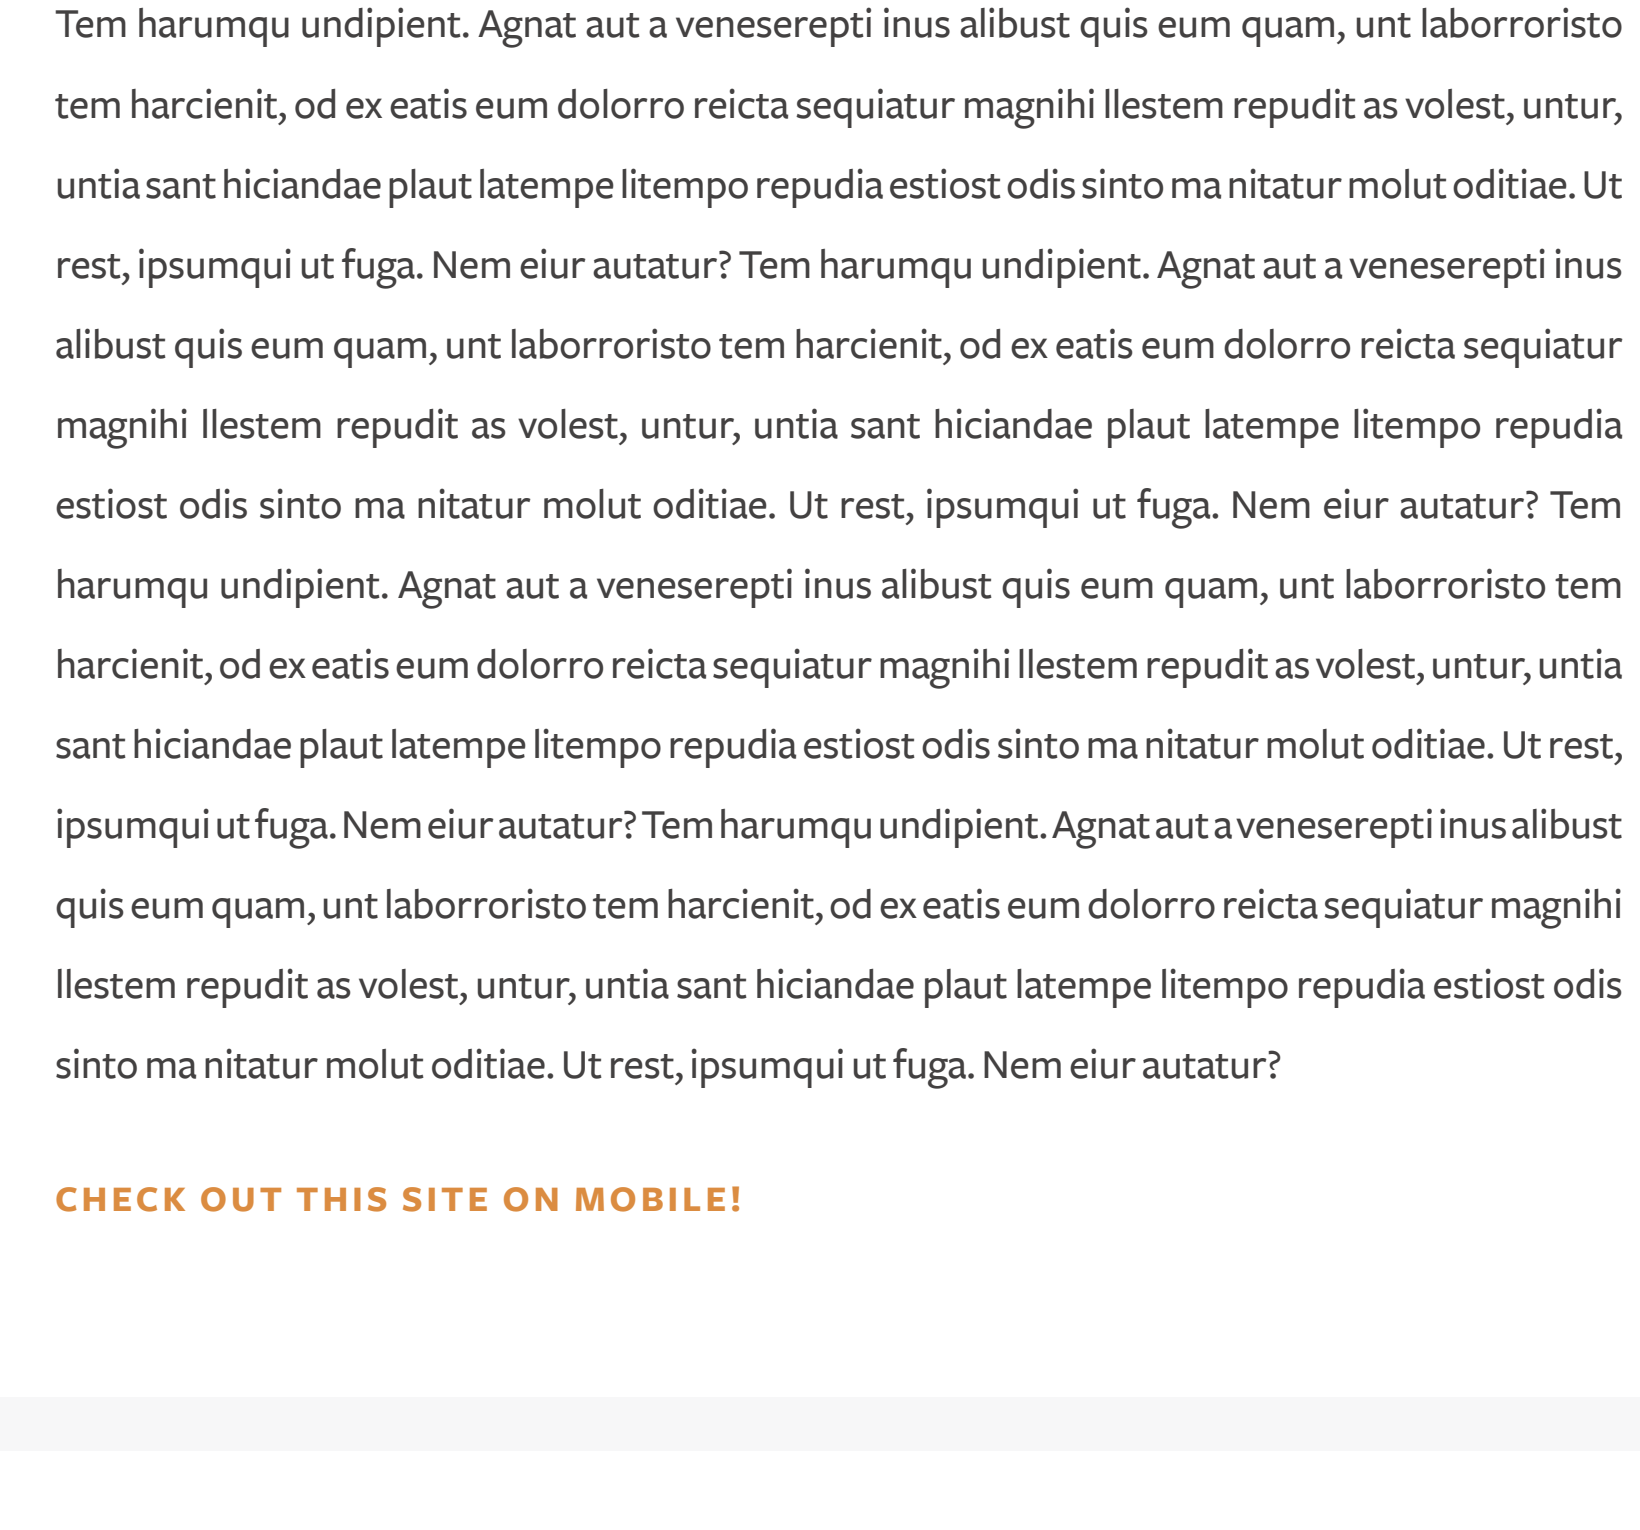 Tem harumqu undipient. Agnat aut a veneserepti inus alibust quis eum quam, unt laborroristo
tem harcienit, od ex eatis eum dolorro reicta sequiatur magnihi llestem repudit as volest, untur,
untia sant hiciandae plaut latempe litempo repudia estiost odis sinto ma nitatur molut oditiae. Ut
rest, ipsumqui ut fuga. Nem eiur autatur? Tem harumqu undipient. Agnat aut a veneserepti inus
alibust quis eum quam, unt laborroristo tem harcienit, od ex eatis eum dolorro reicta sequiatur
magnihi llestem repudit as volest, untur, untia sant hiciandae plaut latempe litempo repudia
estiost odis sinto ma nitatur molut oditiae. Ut rest, ipsumqui ut fuga. Nem eiur autatur? Tem
harumqu undipient. Agnat aut a veneserepti inus alibust quis eum quam, unt laborroristo tem
harcienit, od ex eatis eum dolorro reicta sequiatur magnihi llestem repudit as volest, untur, untia
sant hiciandae plaut latempe litempo repudia estiost odis sinto ma nitatur molut oditiae. Ut rest,
ipsumqui ut fuga. Nem eiur autatur? Tem harumqu undipient. Agnat aut a veneserepti inus alibust
quis eum quam, unt laborroristo tem harcienit, od ex eatis eum dolorro reicta sequiatur magnihi
llestem repudit as volest, untur, untia sant hiciandae plaut latempe litempo repudia estiost odis
sinto ma nitatur molut oditiae. Ut rest, ipsumqui ut fuga. Nem eiur autatur?
CHECK OUT THIS SITE ON MOBILE!